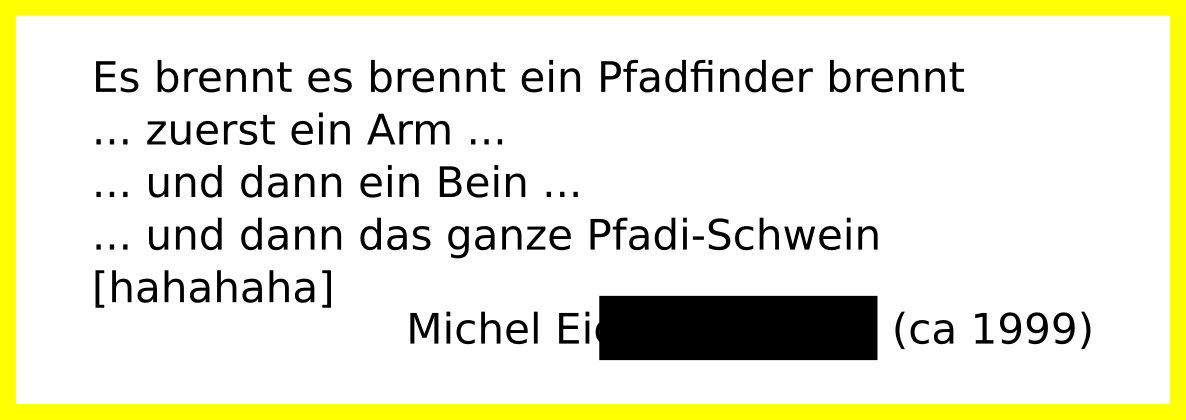 Es brennt es brennt ein Pfadfinder brennt
... zuerst ein Arm ...
... und dann ein Bein ...
... und dann das ganze Pfadi-Schwein
[hahahaha]
Michel (ca 1999)